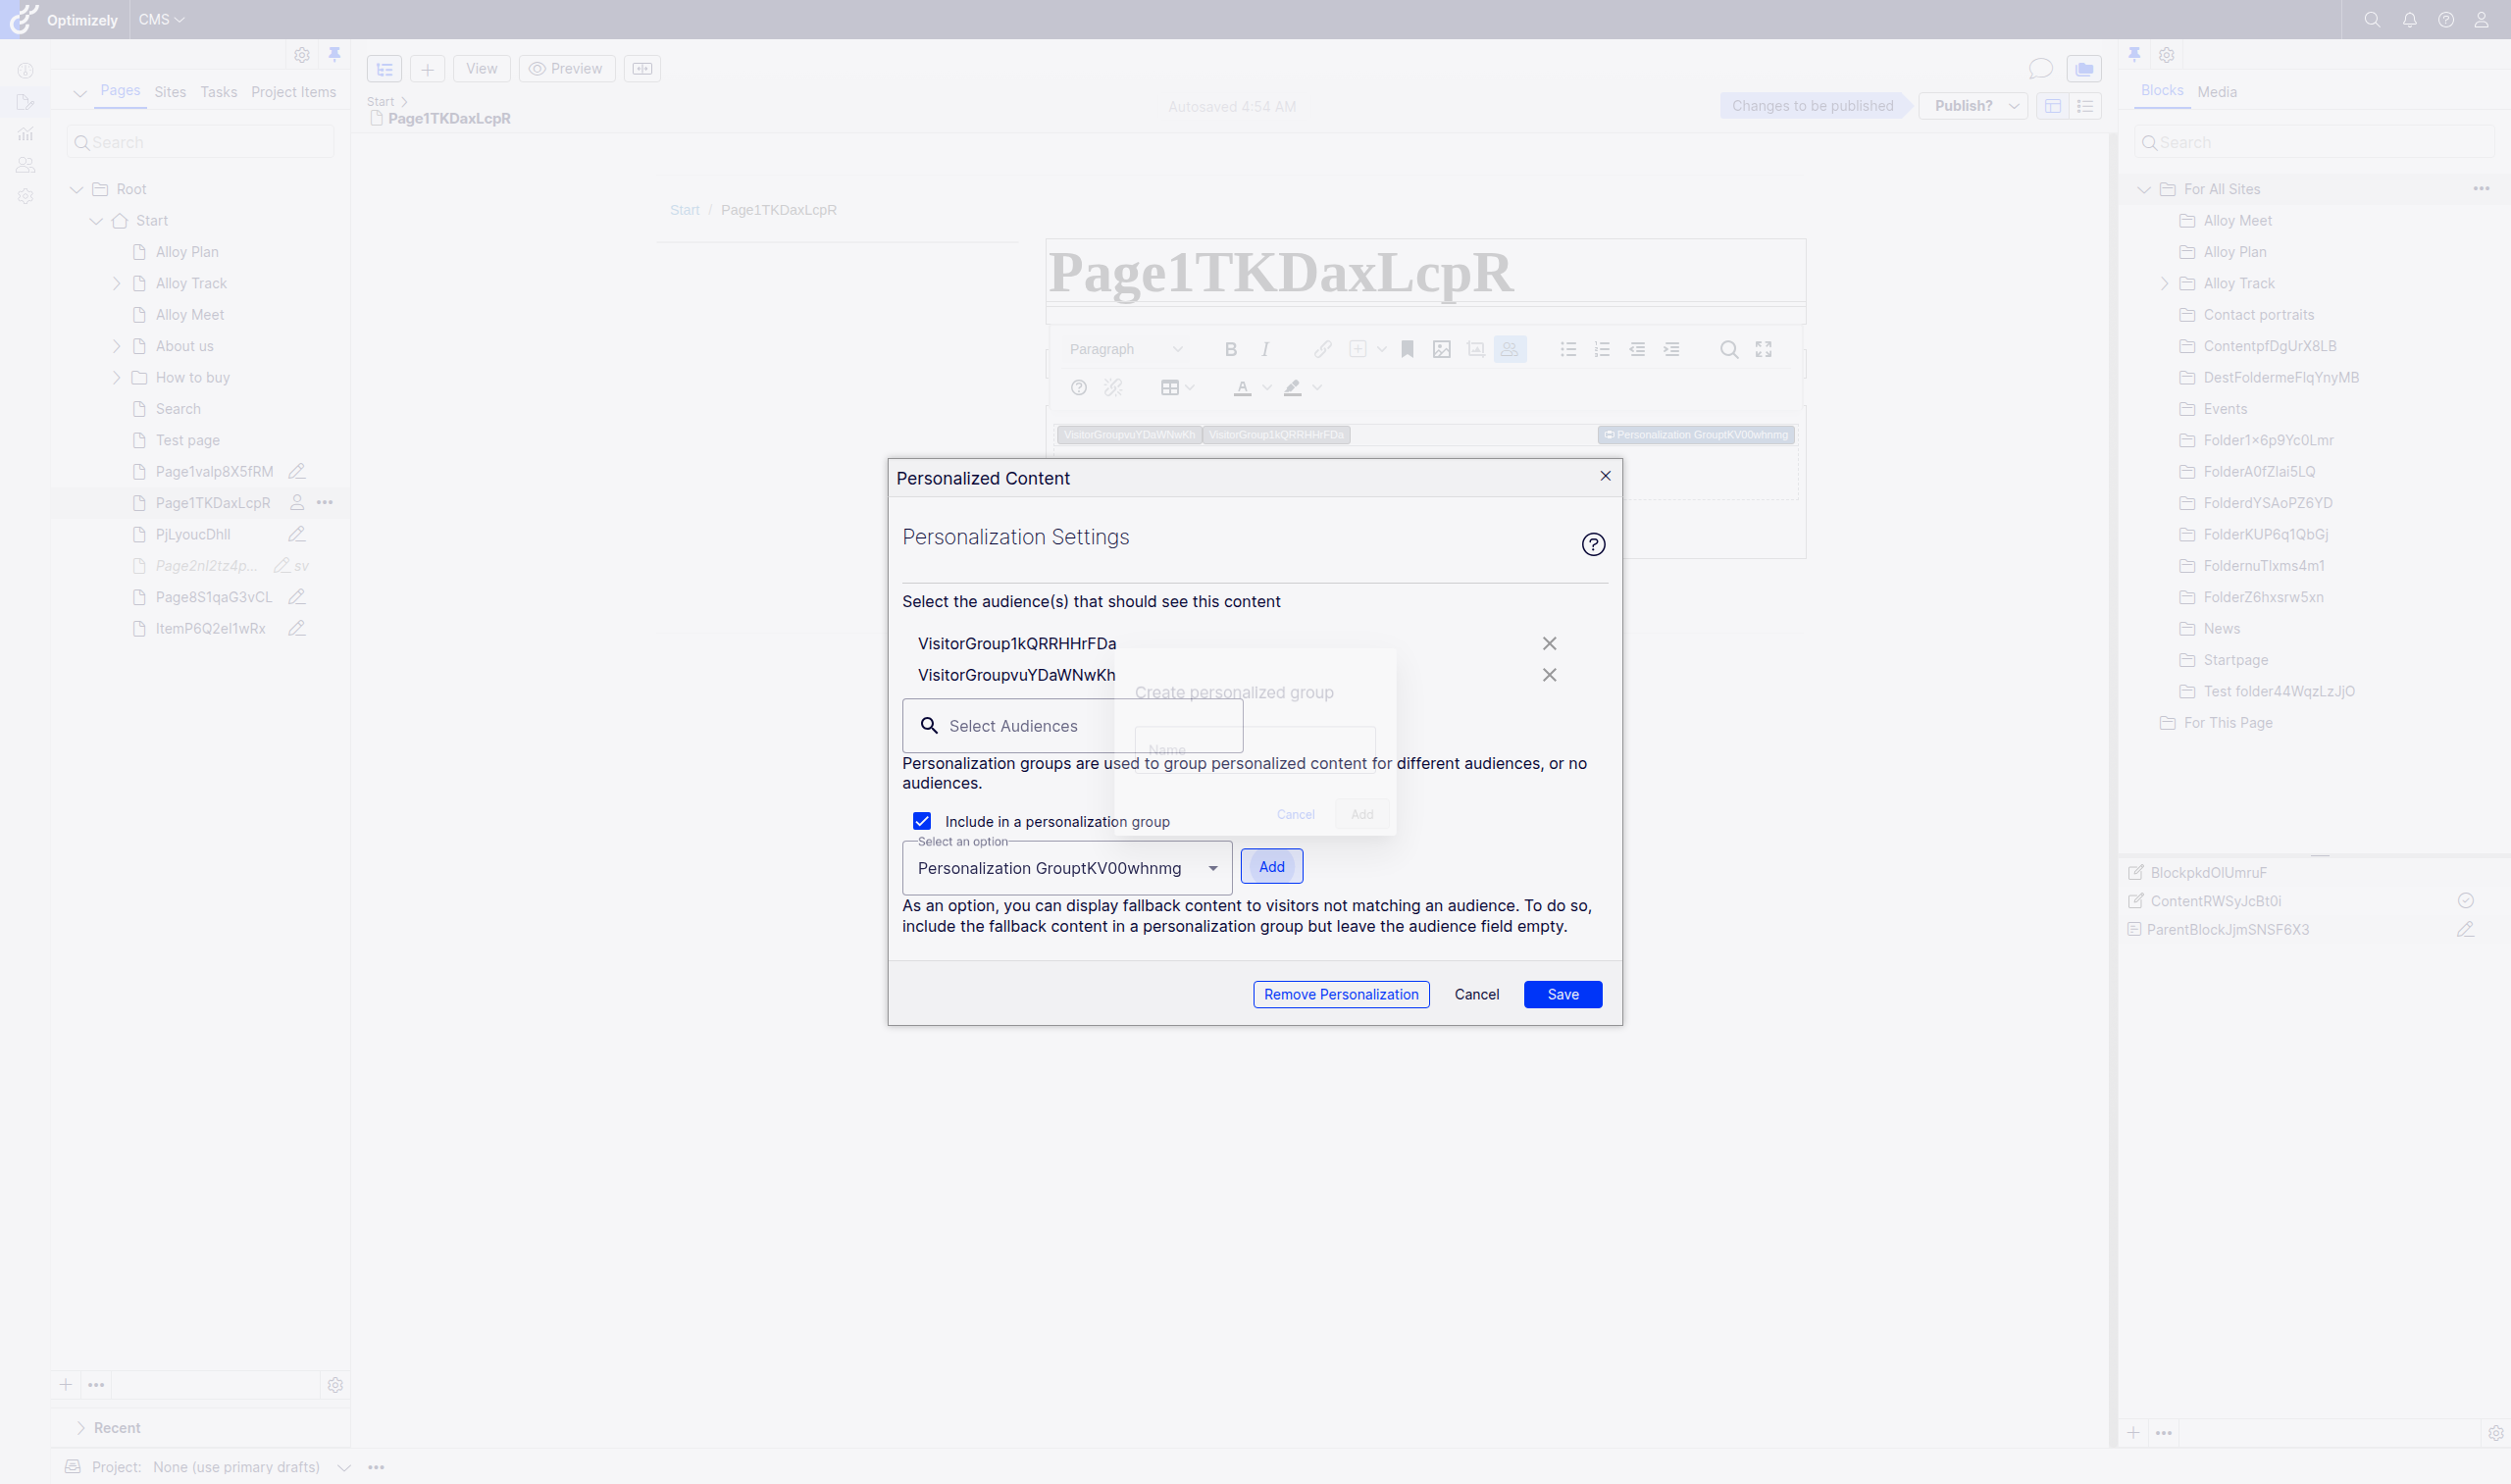 Optimizely CMS
Pages Sites Tasks Project Items
Search
Root
Start
Alloy Plan
Alloy Track
Alloy Meet
About us
How to buy
Search
Test page
Page1valp8X5fRM
Page1TKDaxLcpR
PjLyoucDhll
Page2nl2tz4p... sv
Page8S1qaG3vCL
ItemP6Q2el1wRx
Recent
Project: None (use primary drafts)
View Preview
Start
Page1TKDaxLcpR
Autosaved 4:54 AM
Changes to be published Publish?
Start / Page1TKDaxLcpR
Page1TKDaxLcpR
Paragraph
VisitorGroupvuYDaWNwKh VisitorGroup1kQRRHHrFDa Personalization GrouptKV00whnmg
Personalized Content
Personalization Settings
Select the audience(s) that should see this content
VisitorGroup1kQRRHHrFDa
VisitorGroupvuYDaWNwKh
Create personalized group
Select Audiences
Name
Personalization groups are used to group personalized content for different audiences, or no
audiences.
Cancel Add
Include in a personalization group
Select an option
Personalization GrouptKV00whnmg Add
As an option, you can display fallback content to visitors not matching an audience. To do so,
include the fallback content in a personalization group but leave the audience field empty.
Remove Personalization Cancel Save
Blocks Media
Search
For All Sites
Alloy Meet
Alloy Plan
Alloy Track
Contact portraits
ContentpfDgUrX8LB
DestFoldermeFlqYnyMB
Events
Folder1x6p9Yc0Lmr
FolderA0fZlai5LQ
FolderdYSAoPZ6YD
FolderKUP6q1QbGj
FoldernuTlxms4m1
FolderZ6hxsrw5xn
News
Startpage
Test folder44WqzLzJjO
For This Page
BlockpkdOlUmruF
ContentRWSyJcBt0i
ParentBlockJjmSNSF6X3